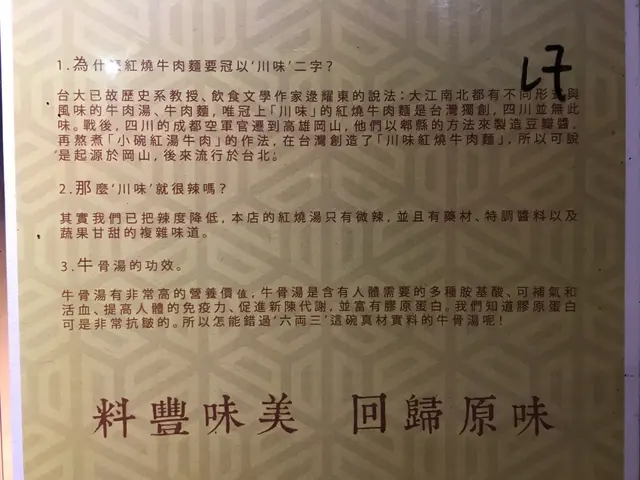 1.為什麼紅燒牛肉麵要冠以‘川味’二字?
台大已故歷史系教授、飲食文學作家逯耀東的說法:大江南北都有不同形式與
風味的牛肉湯、牛肉麵,唯冠上「川味」的紅燒牛肉麵是台灣獨創,四川並無此
味。戰後,四川的成都空軍官遷到高雄岡山,他們以郫縣的方法來製造豆瓣醬,
再熬煮「小碗紅湯牛肉」的作法,在台灣創造了「川味紅燒牛肉麵」,所以可說
是起源於岡山,後來流行於台北。
2.那麼‘川味’就很辣嗎?
其實我們已把辣度降低,本店的紅燒湯只有微辣,並且有藥材、特調醬料以及
蔬果甘甜的複雜味道。
3.牛骨湯的功效。
牛骨湯有非常高的營養價值,牛骨湯是含有人體需要的多種胺基酸、可補氣和
活血、提高人體的免疫力、促進新陳代謝,並富有膠原蛋白。我們知道膠原蛋白
可是非常抗皺的。所以怎能錯過‘六両三’這碗真材實料的牛骨湯呢!
料豐味美 回歸原味